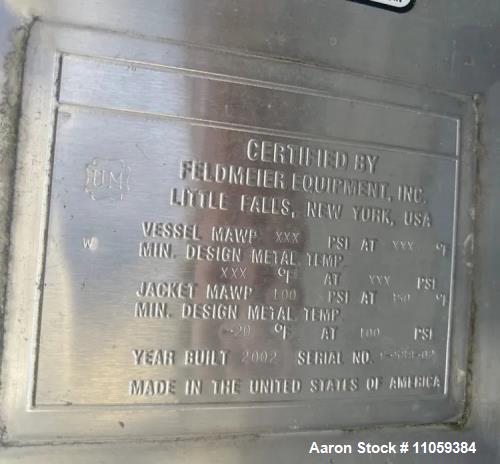 20
CERTIFIED BY
FELDMEIER EQUIPMENT, INC.
LITTLE FALLS, NEW YORK, USA
UM
W
VESSEL MAWP XXX PSI AT XXX °F
MIN. DESIGN METAL TEMP.
XXX °F AT XXX PSI
JACKET MAWP 100 PSI AT °F
MIN. DESIGN METAL TEMP.
-20 °F AT 100 PSI
YEAR BUILT 2002 SERIAL NO.
MADE IN THE UNITED STATES OF AMERICA
Aaron Stock # 11059384